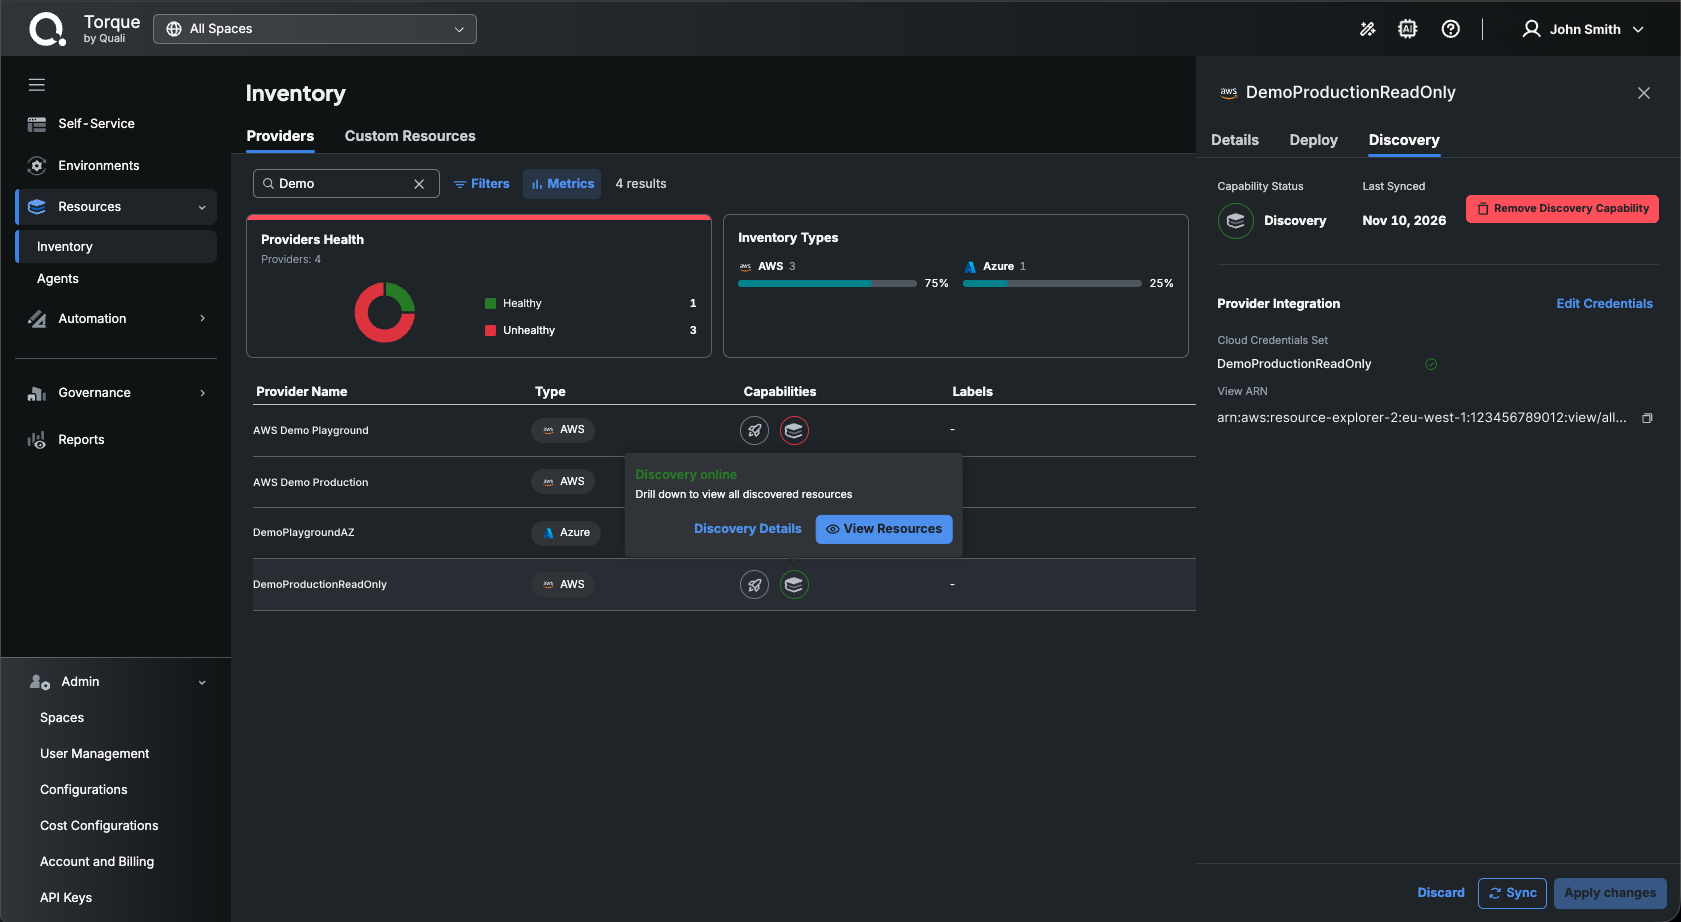 Torque
by Quali
All Spaces
AI
John Smith
Self-Service
Environments
Resources
Inventory
Agents
Automation
Governance
Reports
Admin
Spaces
User Management
Configurations
Cost Configurations
Account and Billing
API Keys
Inventory
Providers Custom Resources
Demo Filters Metrics 4 results
Providers Health
Providers: 4
Healthy 1
Unhealthy 3
Inventory Types
aws AWS 3 75%
Azure 1 25%
Provider Name Type Capabilities Labels
AWS Demo Playground aws AWS -
AWS Demo Production aws AWS
DemoPlaygroundAZ Azure
DemoProductionReadOnly aws AWS -
Discovery online
Drill down to view all discovered resources
Discovery Details View Resources
aws DemoProductionReadOnly
Details Deploy Discovery
Capability Status Last Synced
Discovery Nov 10, 2026 Remove Discovery Capability
Provider Integration Edit Credentials
Cloud Credentials Set
DemoProductionReadOnly
View ARN
arn:aws:resource-explorer-2:eu-west-1:123456789012:view/all...
Discard Sync Apply changes